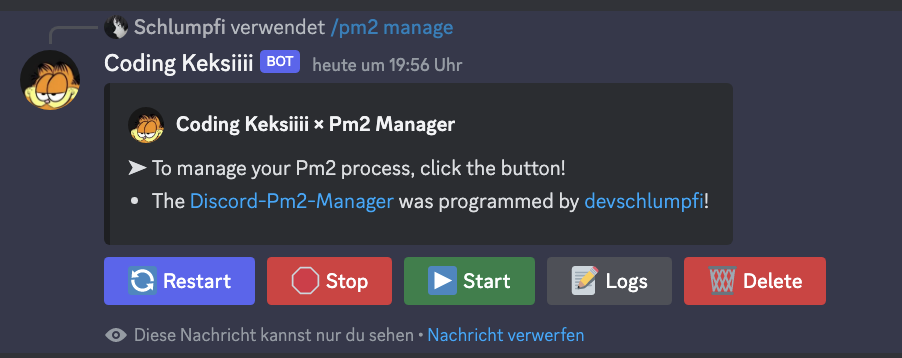 Schlumpfi verwendet /pm2 manage
Coding Keksiiii BOT heute um 19:56 Uhr
Coding Keksiiii × Pm2 Manager
➤ To manage your Pm2 process, click the button!
• The Discord-Pm2-Manager was programmed by devschlumpfi!
Restart Stop Start Logs Delete
Diese Nachricht kannst nur du sehen • Nachricht verwerfen